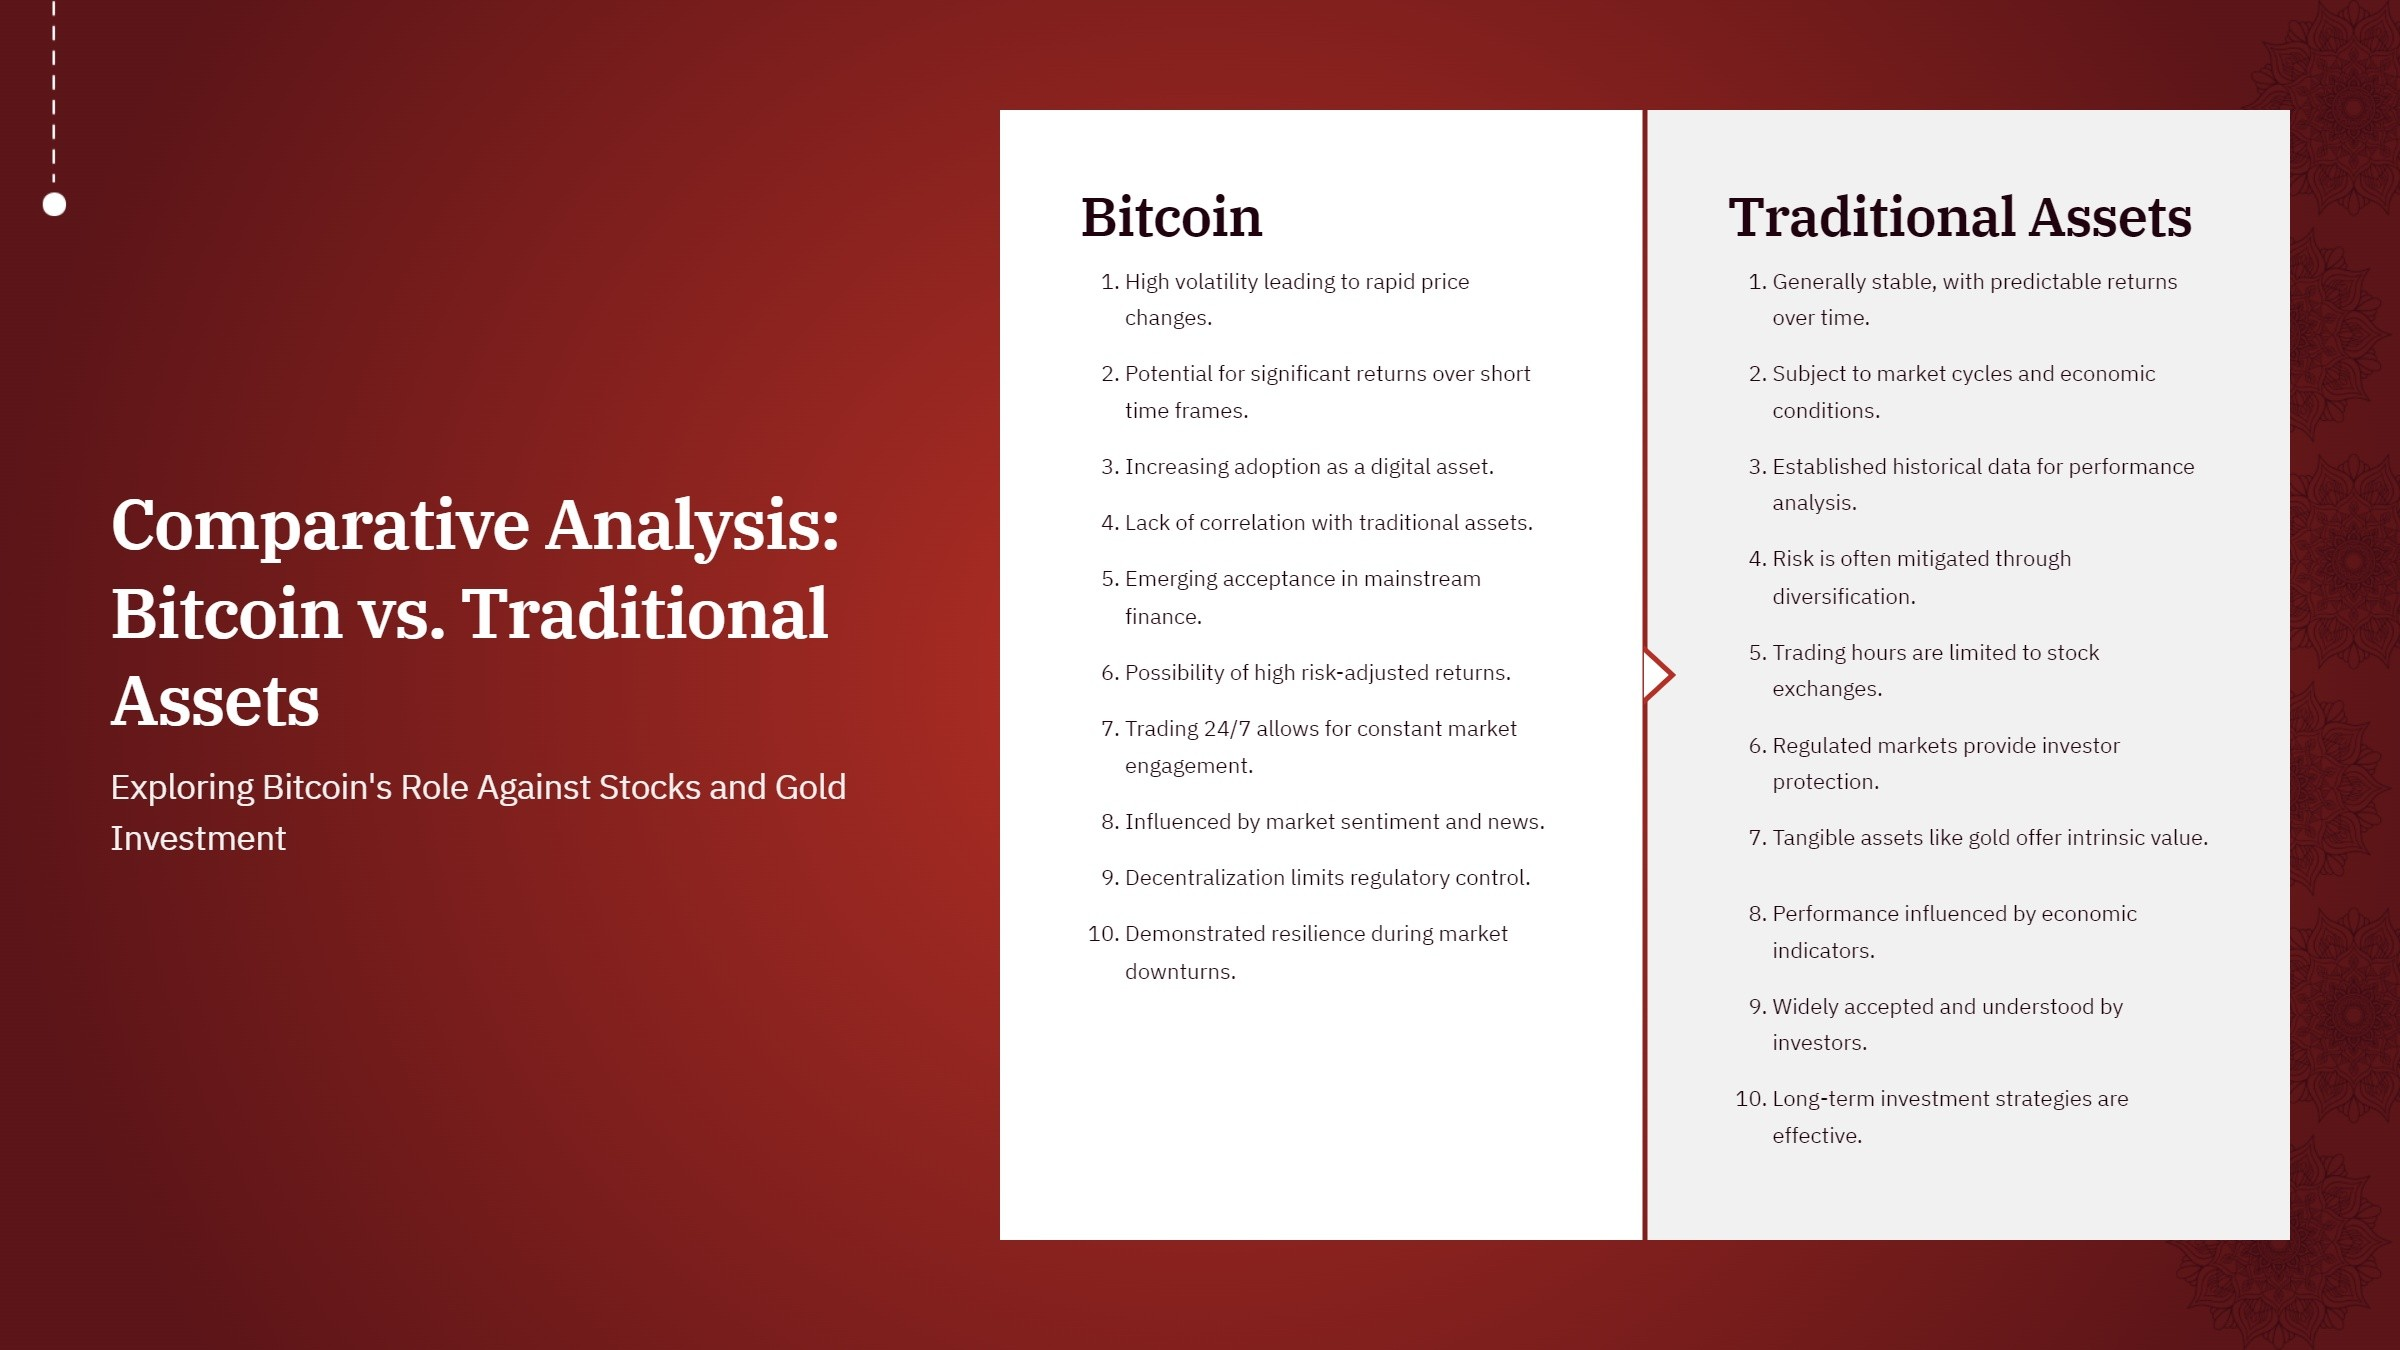 Comparative Analysis:
Bitcoin vs. Traditional
Assets
Exploring Bitcoin's Role Against Stocks and Gold
Investment
Bitcoin
1. High volatility leading to rapid price
changes.
2. Potential for significant returns over short
time frames.
3. Increasing adoption as a digital asset.
4. Lack of correlation with traditional assets.
5. Emerging acceptance in mainstream
finance.
6. Possibility of high risk-adjusted returns.
7. Trading 24/7 allows for constant market
engagement.
8. Influenced by market sentiment and news.
9. Decentralization limits regulatory control.
10. Demonstrated resilience during market
downturns.
Traditional Assets
1. Generally stable, with predictable returns
over time.
2. Subject to market cycles and economic
conditions.
3. Established historical data for performance
analysis.
4. Risk is often mitigated through
diversification.
5. Trading hours are limited to stock
exchanges.
6. Regulated markets provide investor
protection.
7. Tangible assets like gold offer intrinsic value.
8. Performance influenced by economic
indicators.
9. Widely accepted and understood by
investors.
10. Long-term investment strategies are
effective.